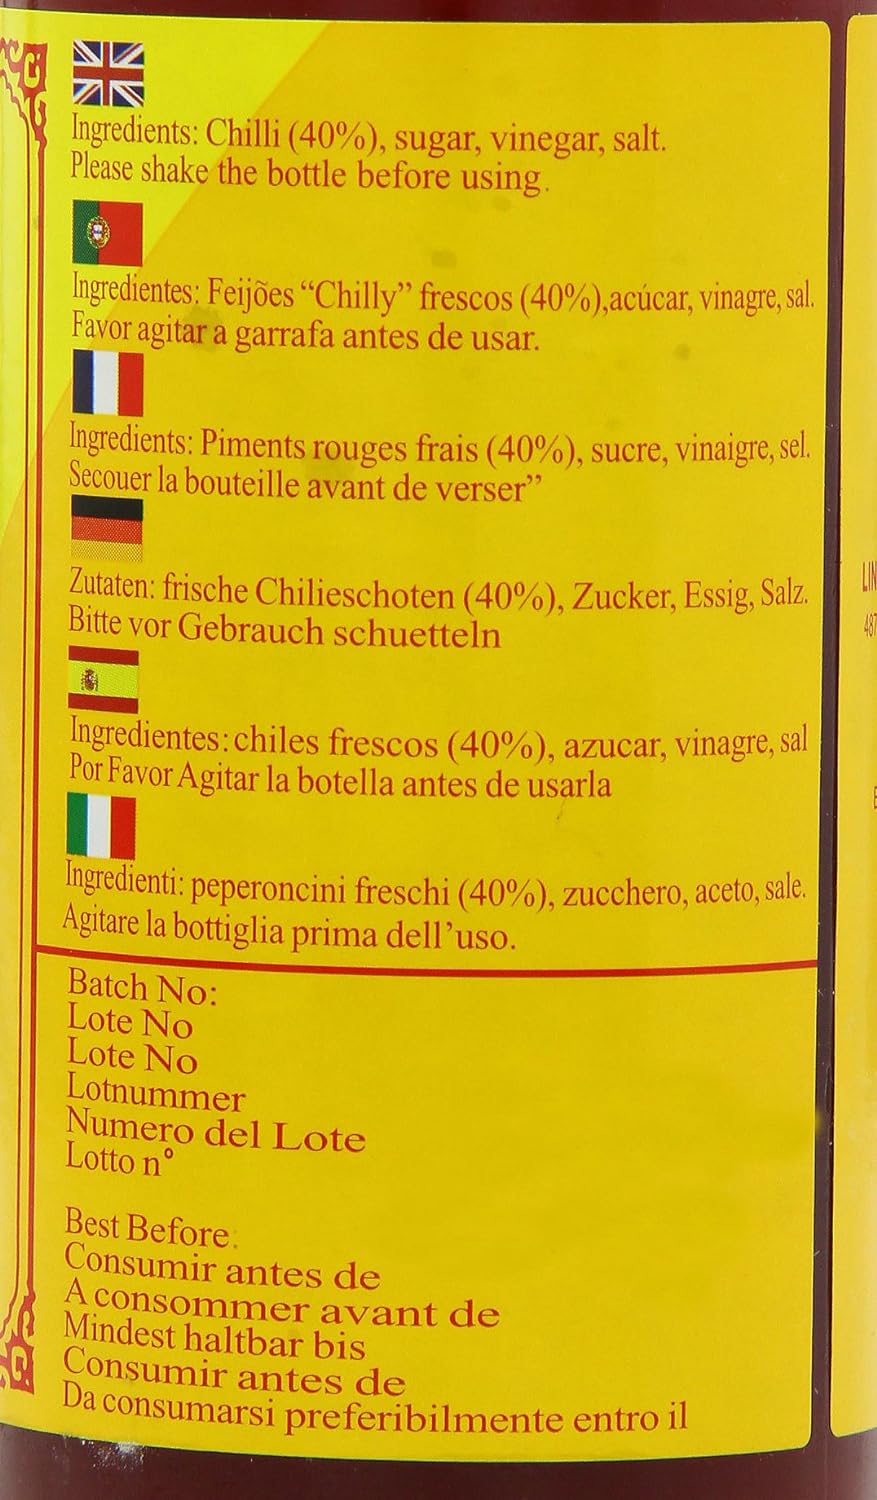 Ingredients: Chilli (40%), sugar, vinegar, salt.
Please shake the bottle before using.
Ingredientes: Feijões “Chilly” frescos (40%),acúcar, vinagre, sal.
Favor agitar a garrafa antes de usar.
Ingredients: Piments rouges frais (40%), sucre, vinaigre, sel.
Secouer la bouteille avant de verser”
Zutaten: frische Chilieschoten (40%), Zucker, Essig, Salz.
Bitte vor Gebrauch schuetteln
Ingredientes: chiles frescos (40%), azucar, vinagre, sal
Por Favor Agitar la botella antes de usarla
Ingredienti: peperoncini freschi (40%), zucchero, aceto, sale.
Agitare la bottiglia prima dell’uso.
Batch No:
Lote No
Lote No
Lotnummer
Numero del Lote
Lotto n°
Best Before:
Consumir antes de
A consommer avant de
Mindest haltbar bis
Consumir antes de
Da consumarsi preferibilmente entro il